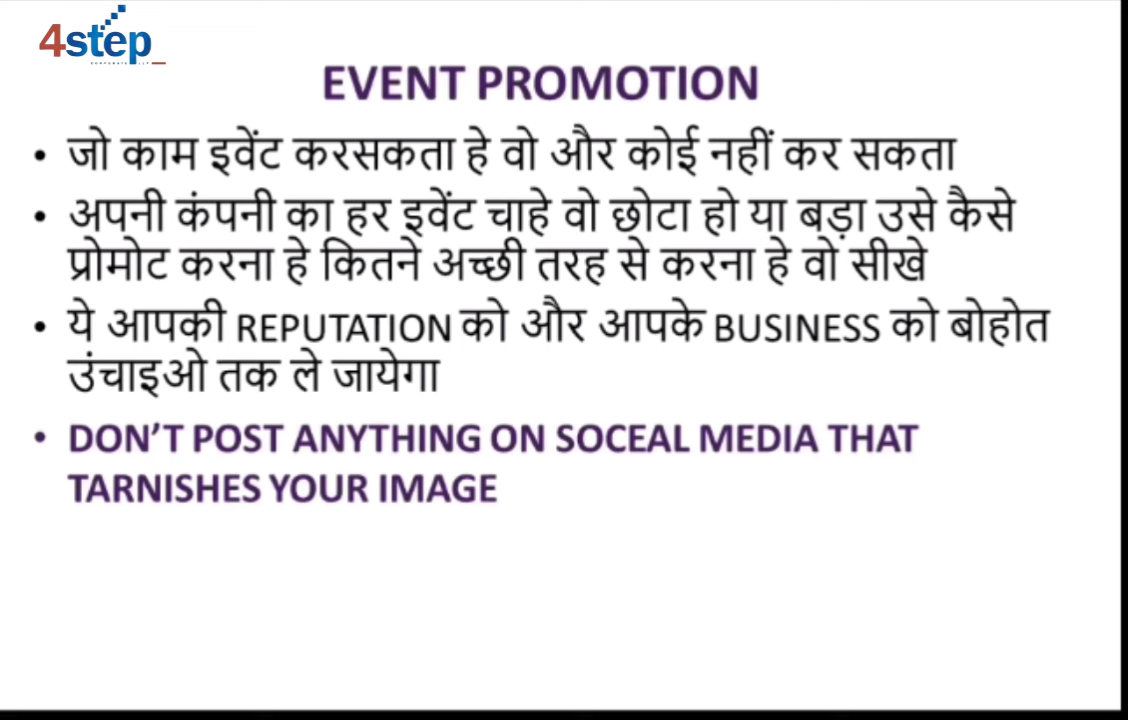 4step
EVENT PROMOTION
• जो काम इवेंट करसकता हे वो और कोई नहीं कर सकता
• अपनी कंपनी का हर इवेंट चाहे वो छोटा हो या बड़ा उसे कैसे
प्रोमोट करना हे कितने अच्छी तरह से करना हे वो सीखे
• ये आपकी REPUTATION को और आपके BUSINESS को बोहोत
उंचाइओ तक ले जायेगा
• DON’T POST ANYTHING ON SOCEAL MEDIA THAT
TARNISHES YOUR IMAGE